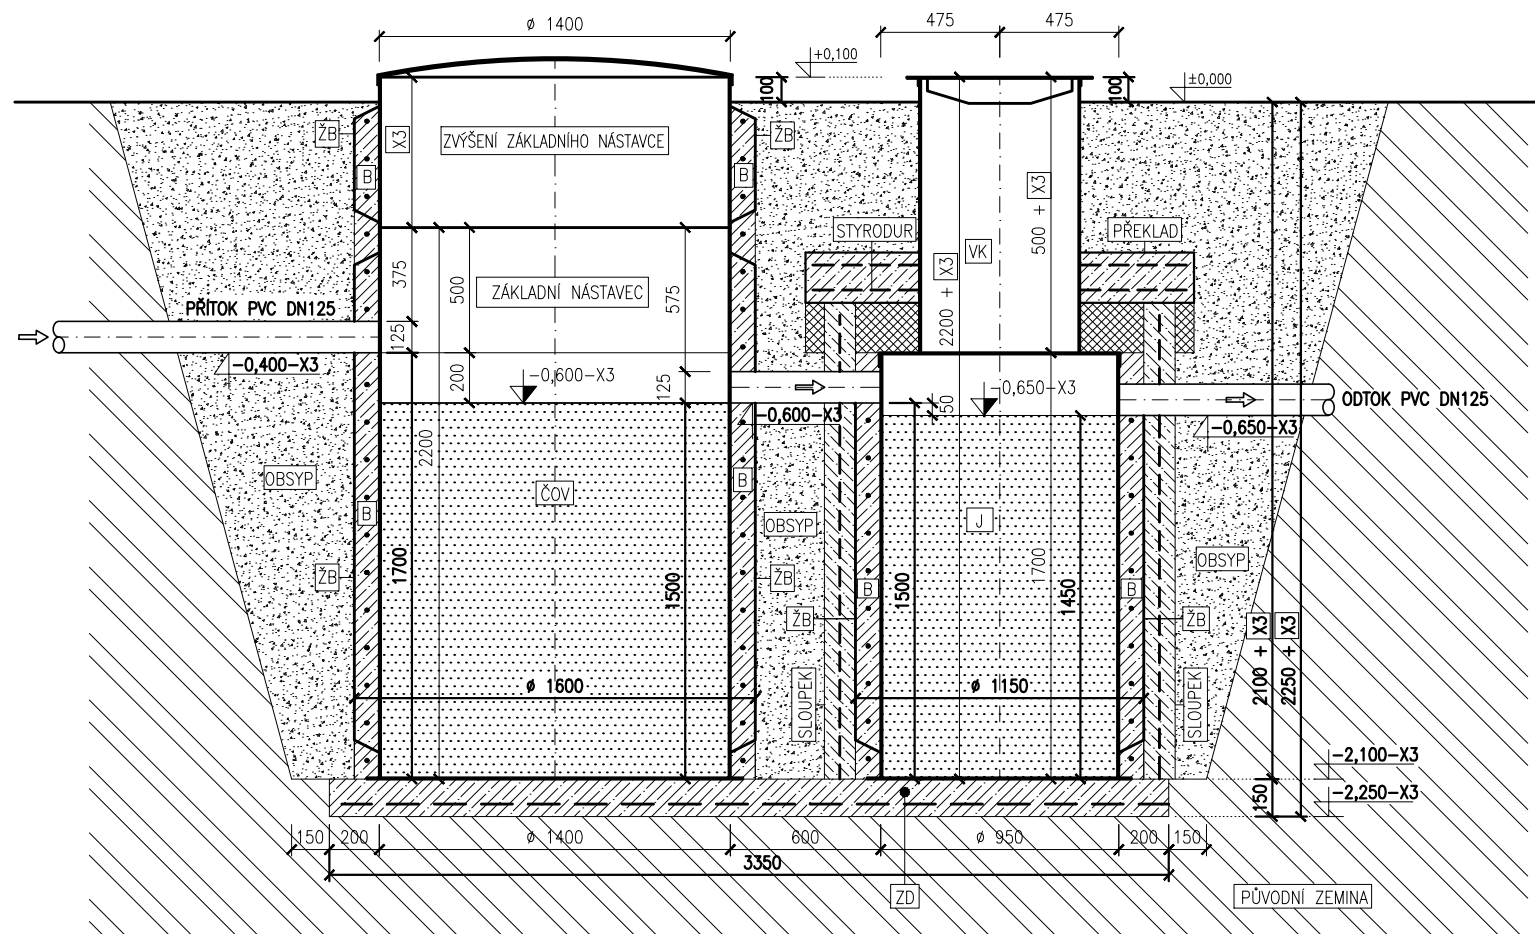 ø 1400
475
475
+0,100
100
100
±0,000
ŽB
X3
ZVÝŠENÍ ZÁKLADNÍHO NÁSTAVCE
ŽB
B
B
500 + X3
STYRODUR
PŘEKLAD
VK
375
500
ZÁKLADNÍ NÁSTAVEC
575
2200 + X3
PŘÍTOK PVC DN125
125
-0,400-X3
200
-0,600-X3
125
-0,650-X3
50
ODTOK PVC DN125
-0,600-X3
-0,650-X3
2200
OBSYP
ČOV
B
B
OBSYP
J
OBSYP
1700
ŽB
1500
ŽB
1500
1700
1450
B
B
ŽB
ŽB
2100 + X3
2250 + X3
ø 1600
ø 1150
SLOUPEK
SLOUPEK
-2,100-X3
150
-2,250-X3
150
200
ø 1400
600
ø 950
200
150
3350
ZD
PŮVODNÍ ZEMINA